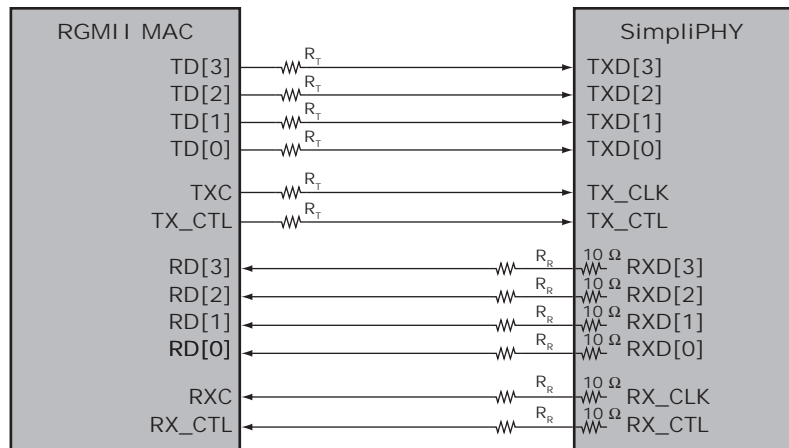 RGMII MAC SimpliPHY
TD[3] R_T TXD[3]
TD[2] R_T TXD[2]
TD[1] R_T TXD[1]
TD[0] R_T TXD[0]
TXC R_T TX_CLK
TX_CTL R_T TX_CTL
RD[3] R_R 10 Ω RXD[3]
RD[2] R_R 10 Ω RXD[2]
RD[1] R_R 10 Ω RXD[1]
RD[0] R_R 10 Ω RXD[0]
RXC R_R 10 Ω RX_CLK
RX_CTL R_R 10 Ω RX_CTL